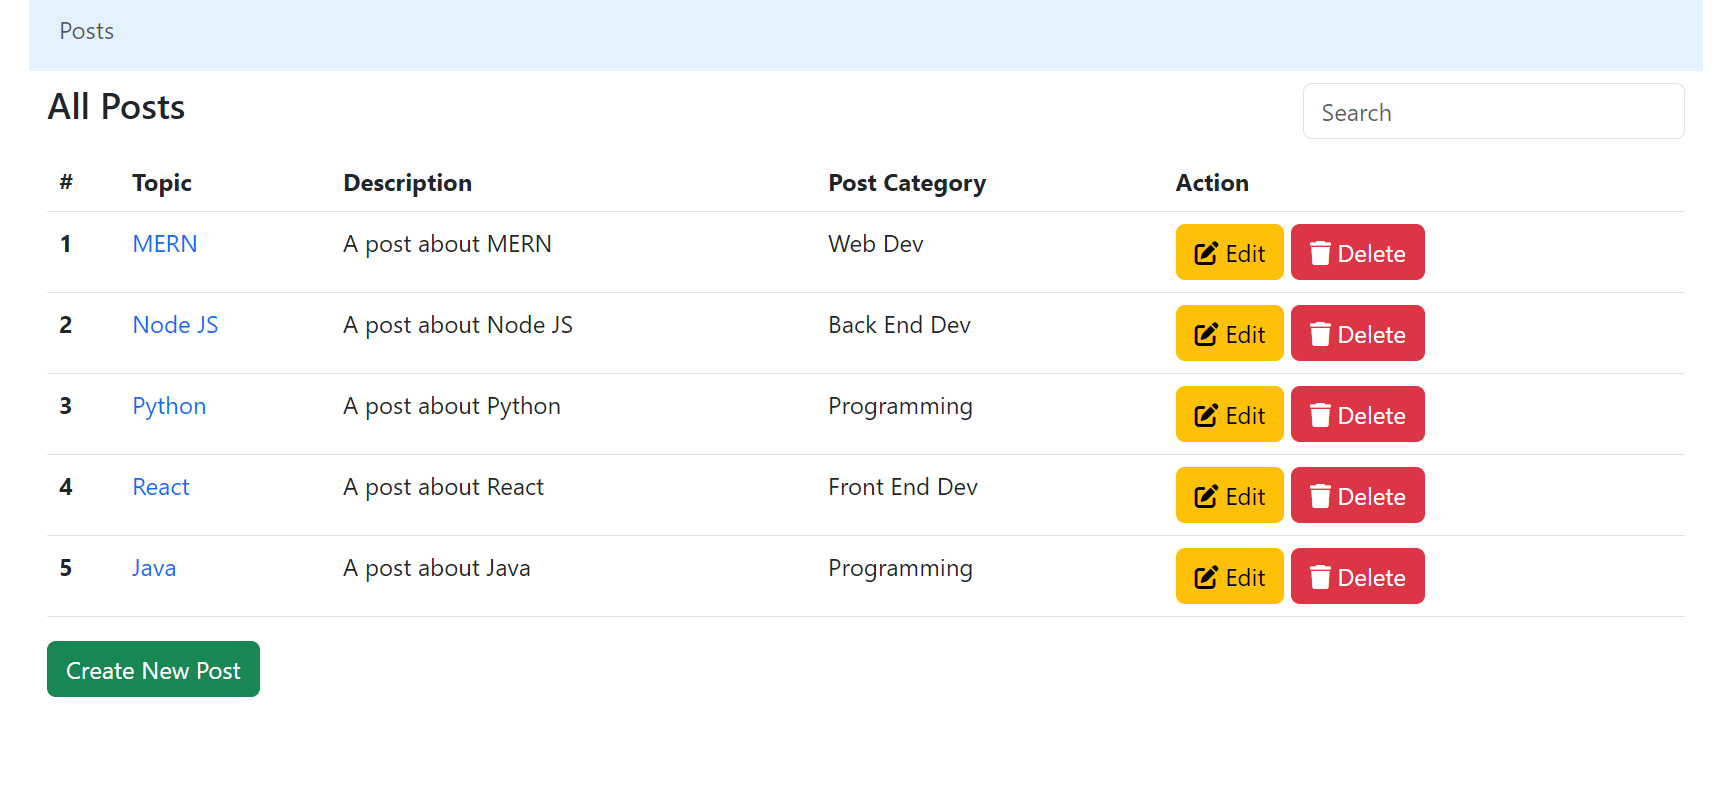 Posts
All Posts
Search
# Topic Description Post Category Action
1 MERN A post about MERN Web Dev Edit Delete
2 Node JS A post about Node JS Back End Dev Edit Delete
3 Python A post about Python Programming Edit Delete
4 React A post about React Front End Dev Edit Delete
5 Java A post about Java Programming Edit Delete
Create New Post